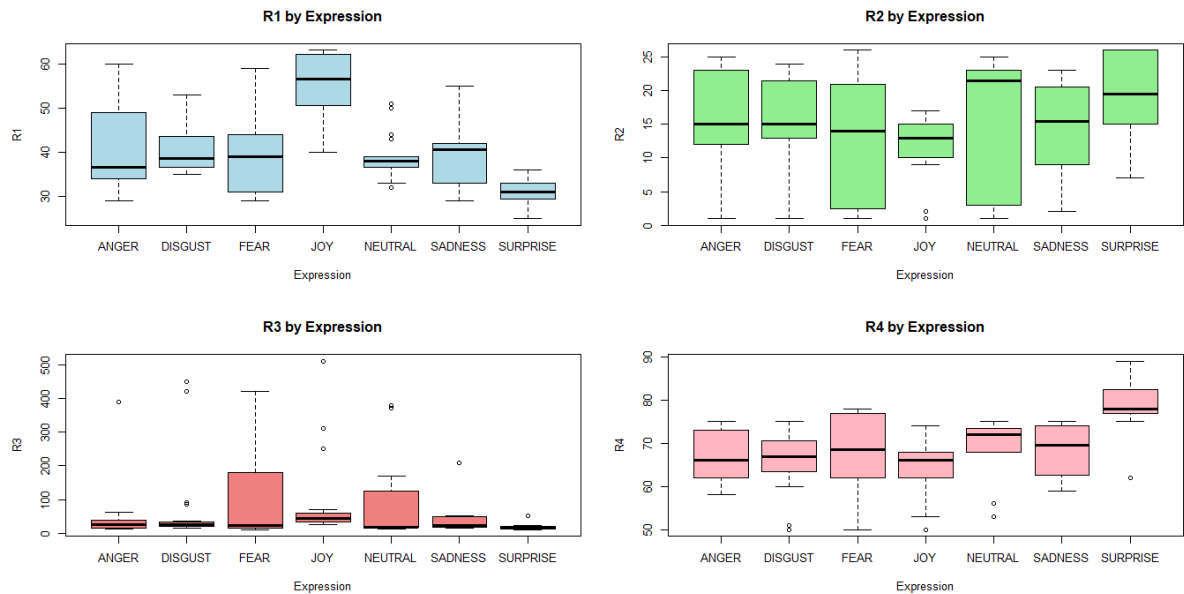 R1 by Expression
R1
60
50
40
30
ANGER DISGUST FEAR JOY NEUTRAL SADNESS SURPRISE
Expression
R2 by Expression
R2
25
20
15
10
5
0
ANGER DISGUST FEAR JOY NEUTRAL SADNESS SURPRISE
Expression
R3 by Expression
R3
500
400
300
200
100
0
ANGER DISGUST FEAR JOY NEUTRAL SADNESS SURPRISE
Expression
R4 by Expression
R4
90
80
70
60
50
ANGER DISGUST FEAR JOY NEUTRAL SADNESS SURPRISE
Expression